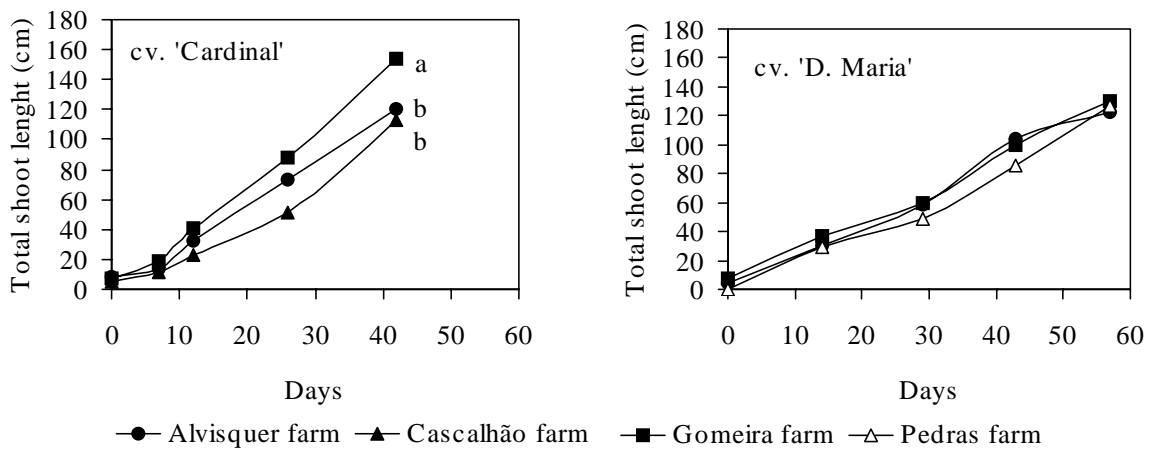 180
160
140
120
100
80
60
40
20
0
Total shoot lenght (cm)
cv. 'Cardinal'
a
b
b
0 10 20 30 40 50 60
Days
180
160
140
120
100
80
60
40
20
0
Total shoot lenght (cm)
cv. 'D. Maria'
0 10 20 30 40 50 60
Days
Alvisquer farm Cascalhão farm Gomeira farm Pedras farm